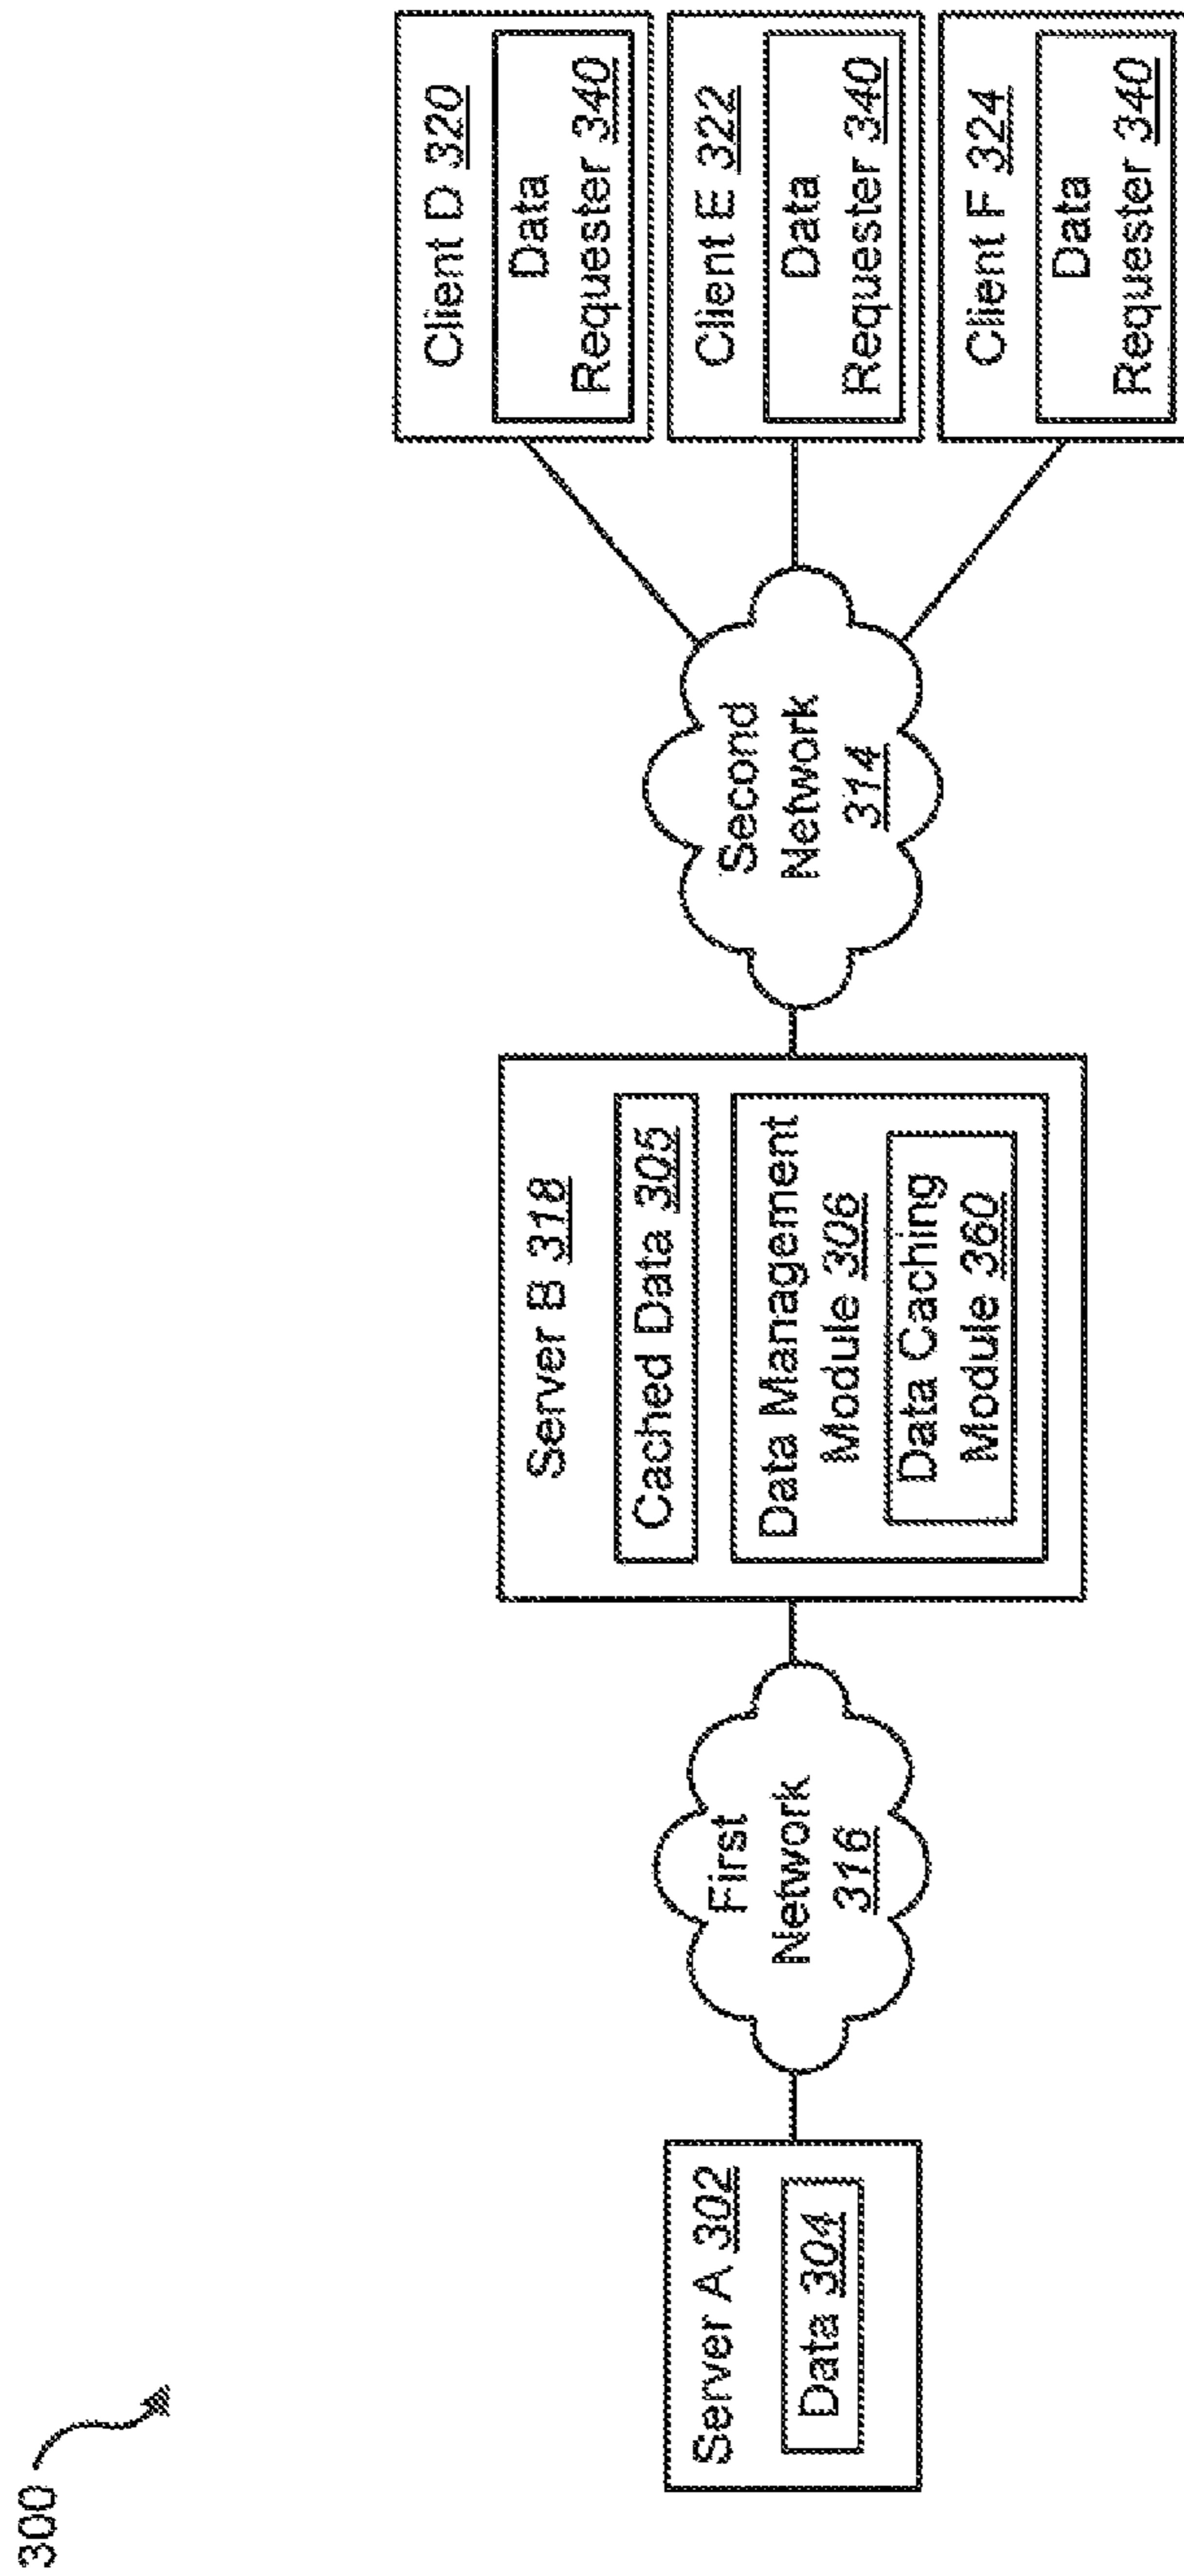 300
Server A 302
Data 304
First
Network
316
Server B 318
Cached Data 305
Data Management
Module 306
Data Caching
Module 360
Second
Network
314
Client D 320
Data
Requester 340
Client E 322
Data
Requester 340
Client F 324
Data
Requester 340